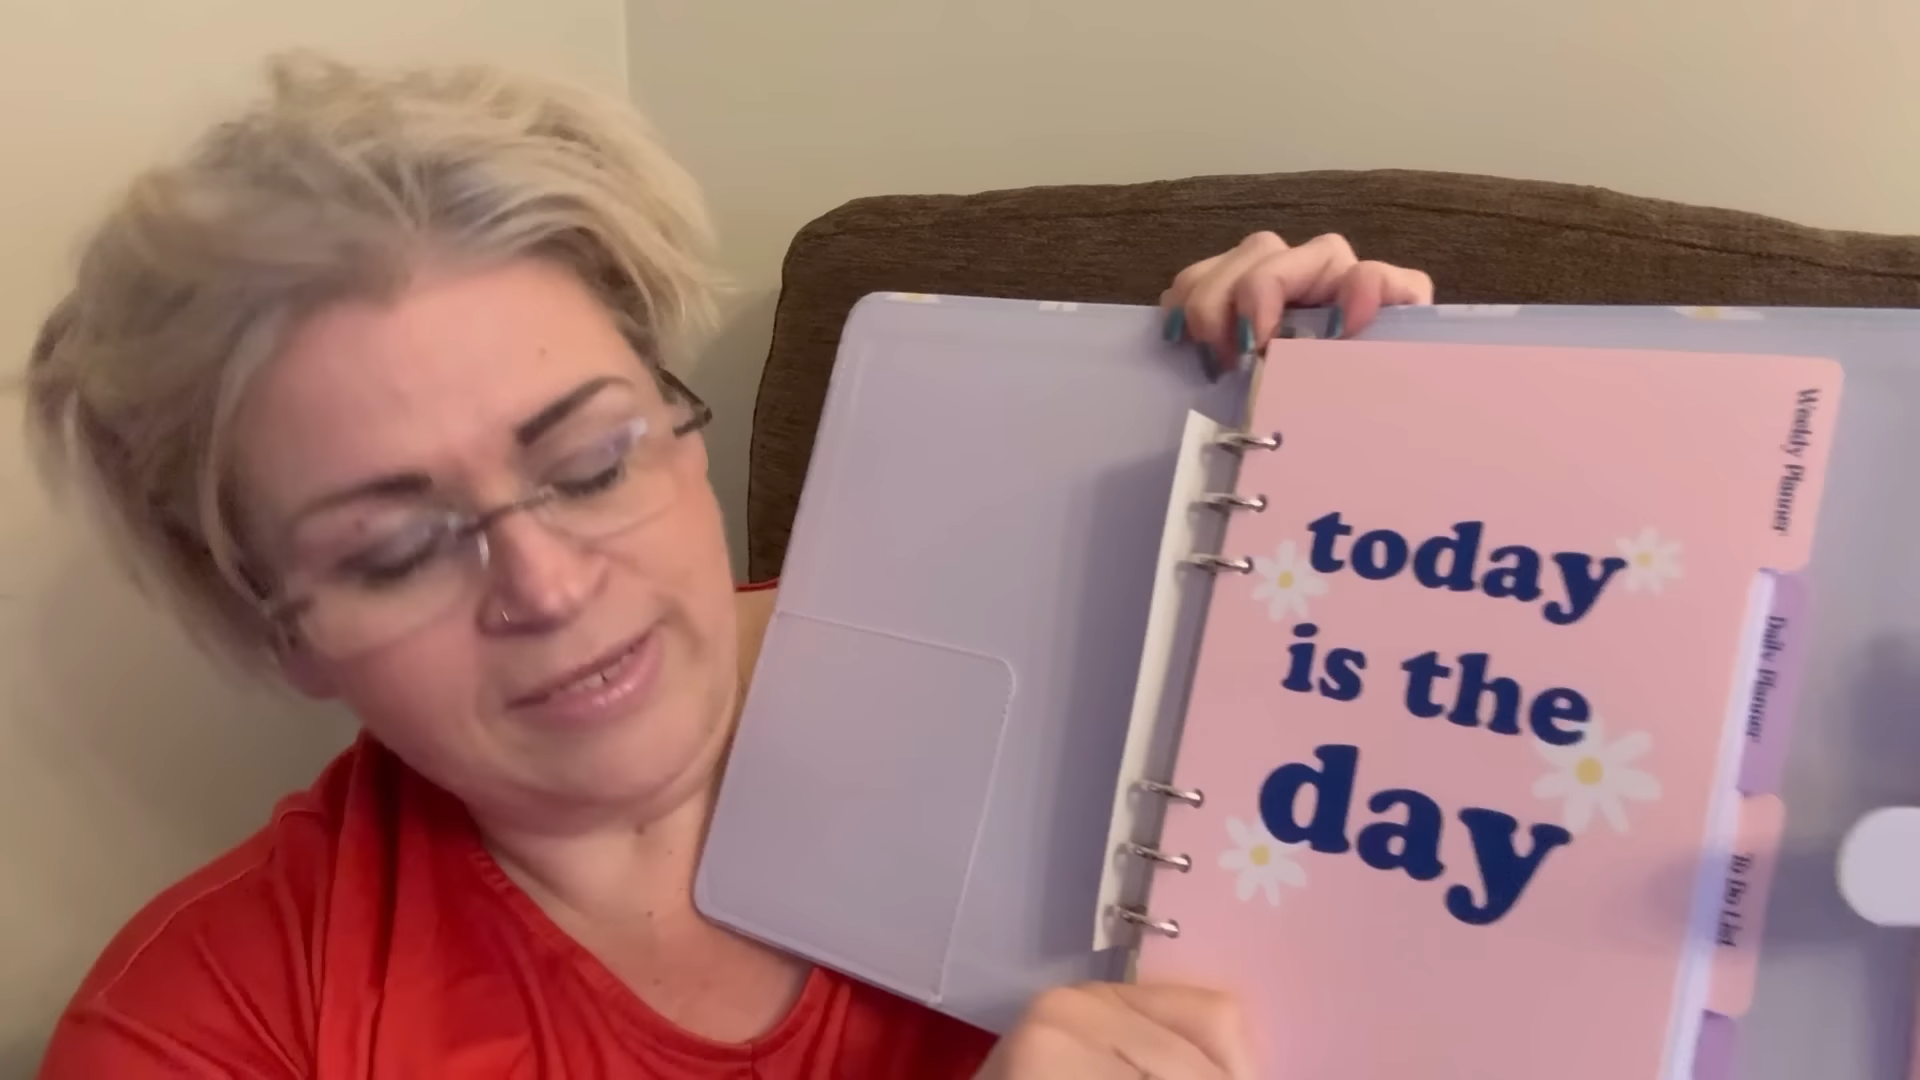 today
is the
day
Weekly Planner
Daily Planner
To Do List